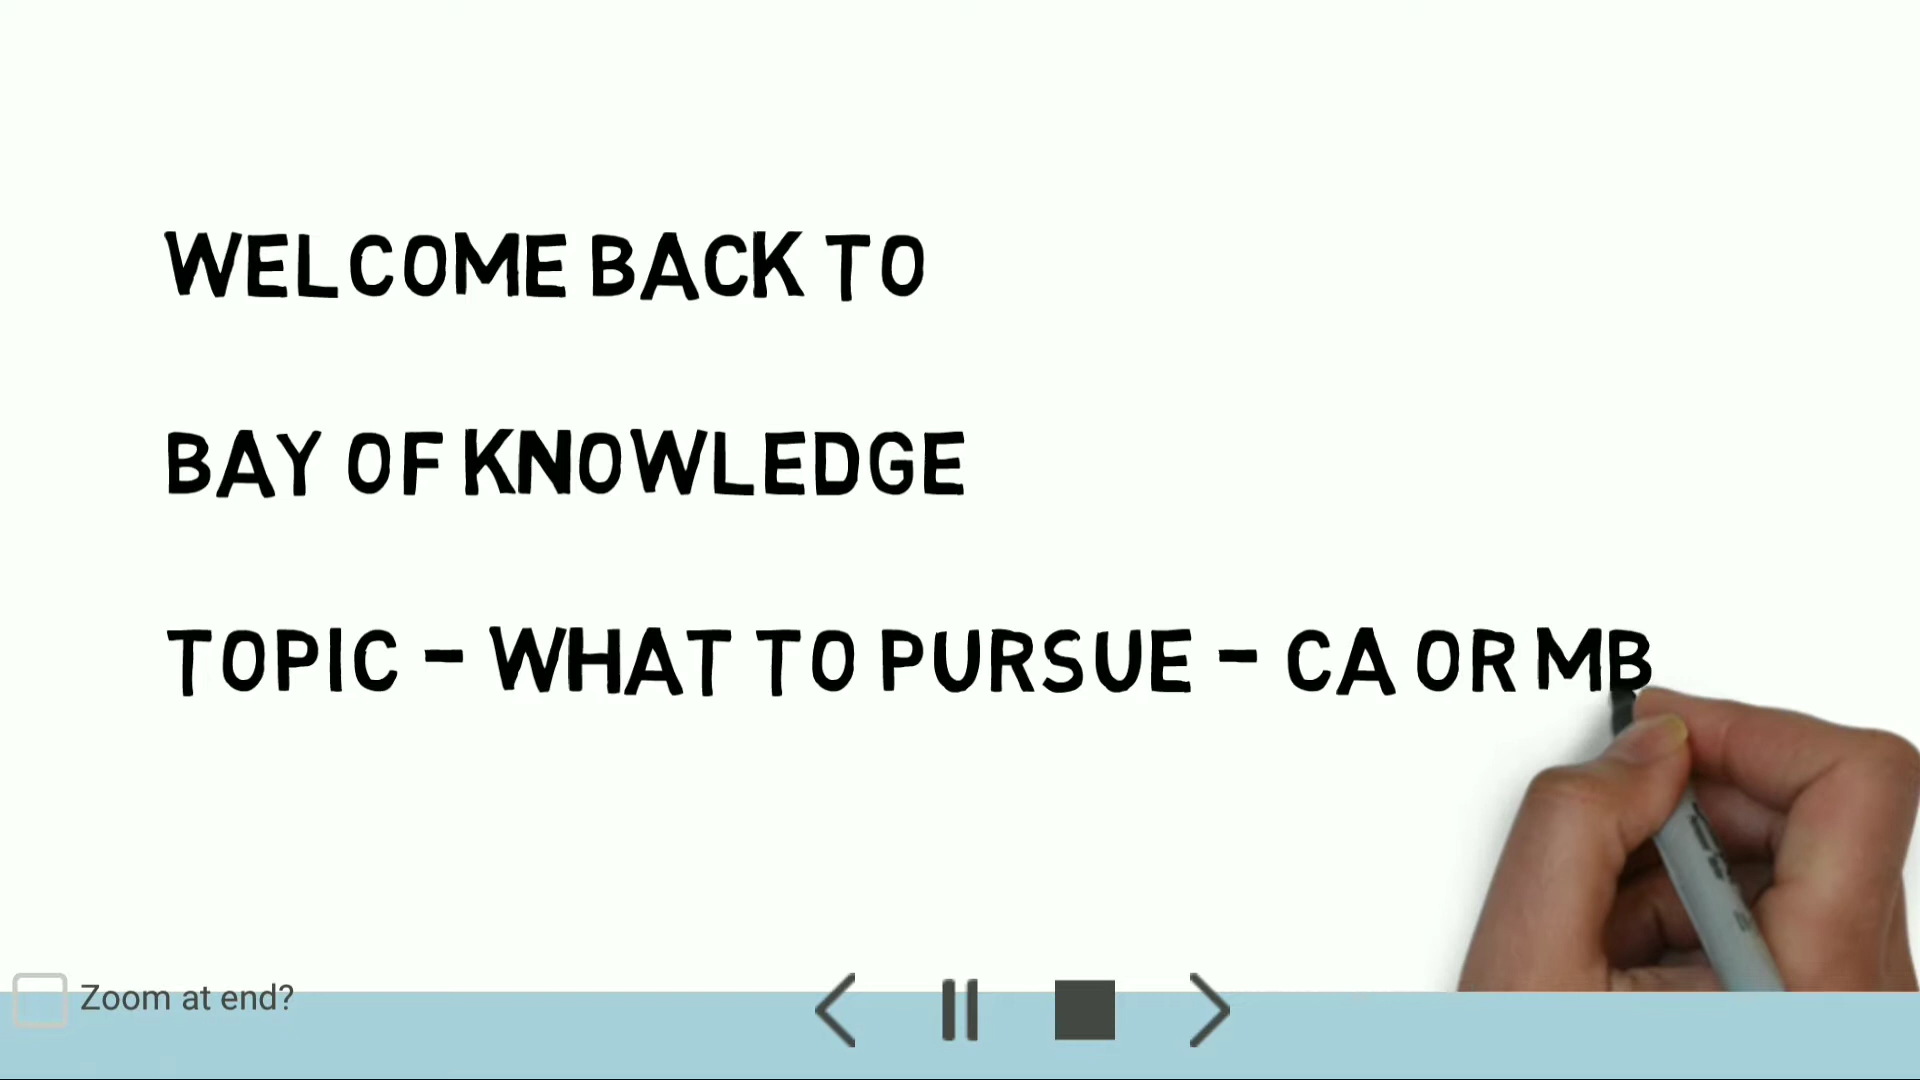 WELCOME BACK TO
BAY OF KNOWLEDGE
TOPIC - WHAT TO PURSUE - CA OR MB
Zoom at end?